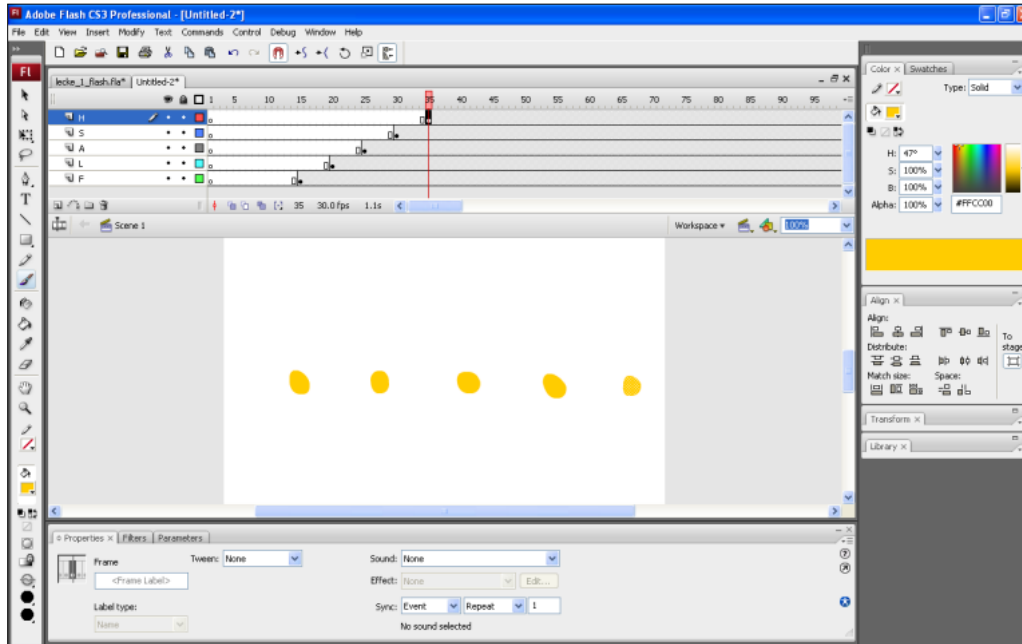 Adobe Flash CS3 Professional - [Untitled-2*]
File Edit View Insert Modify Text Commands Control Debug Window Help
Fl
lecke_1_flash.fla* Untitled-2*
1 5 10 15 20 25 30 35 40 45 50 55 60 65 70 75 80 85 90 95
H
S
A
L
F
35 30.0 fps 1.1s
Scene 1
Workspace 100%
Properties × Filters Parameters
Frame
<Frame Label>
Label type:
Name
Tween: None
Sound: None
Effect: None Edit...
Sync: Event Repeat 1
No sound selected
Color × Swatches
Type: Solid
H: 47°
S: 100%
B: 100%
Alpha: 100% #FFCC00
Align ×
Align:
Distribute:
Match size: Space:
To
stage
Transform ×
Library ×